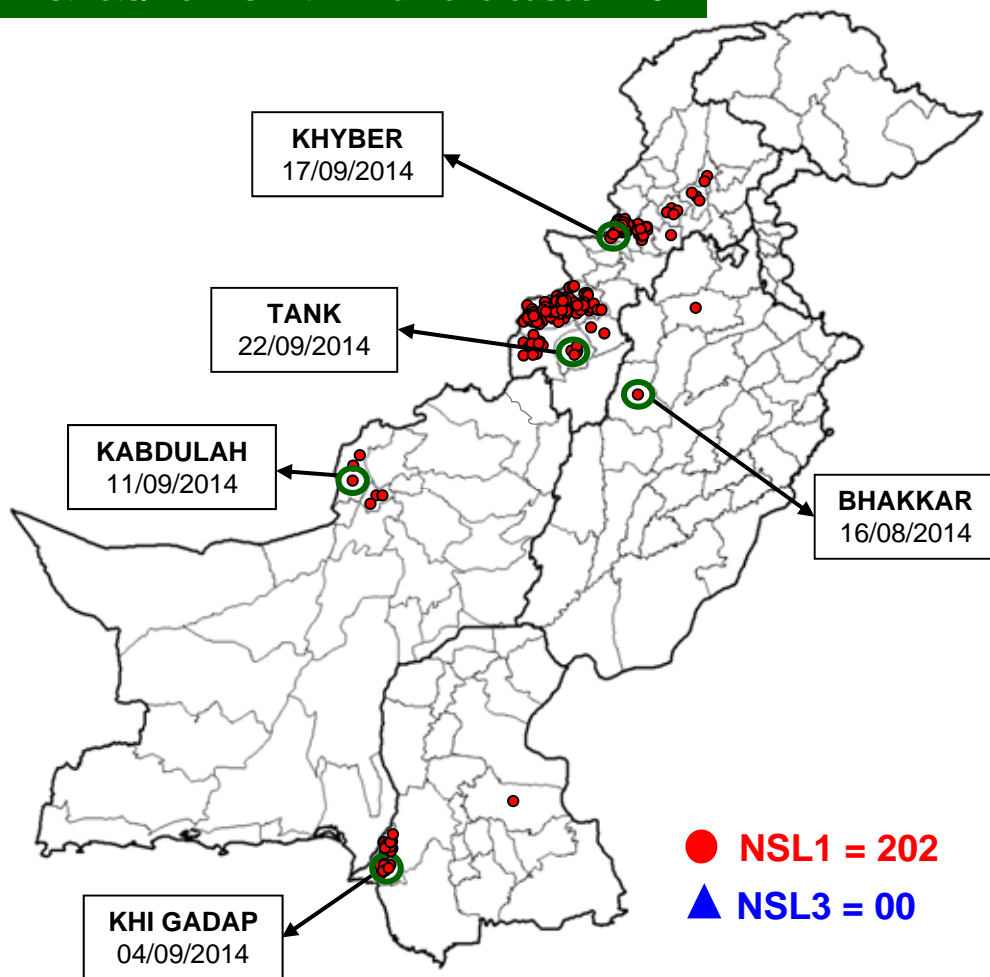 KHYBER
17/09/2014
TANK
22/09/2014
KABDULAH
11/09/2014
BHAKKAR
16/08/2014
NSL1 = 202
NSL3 = 00
KHI GADAP
04/09/2014